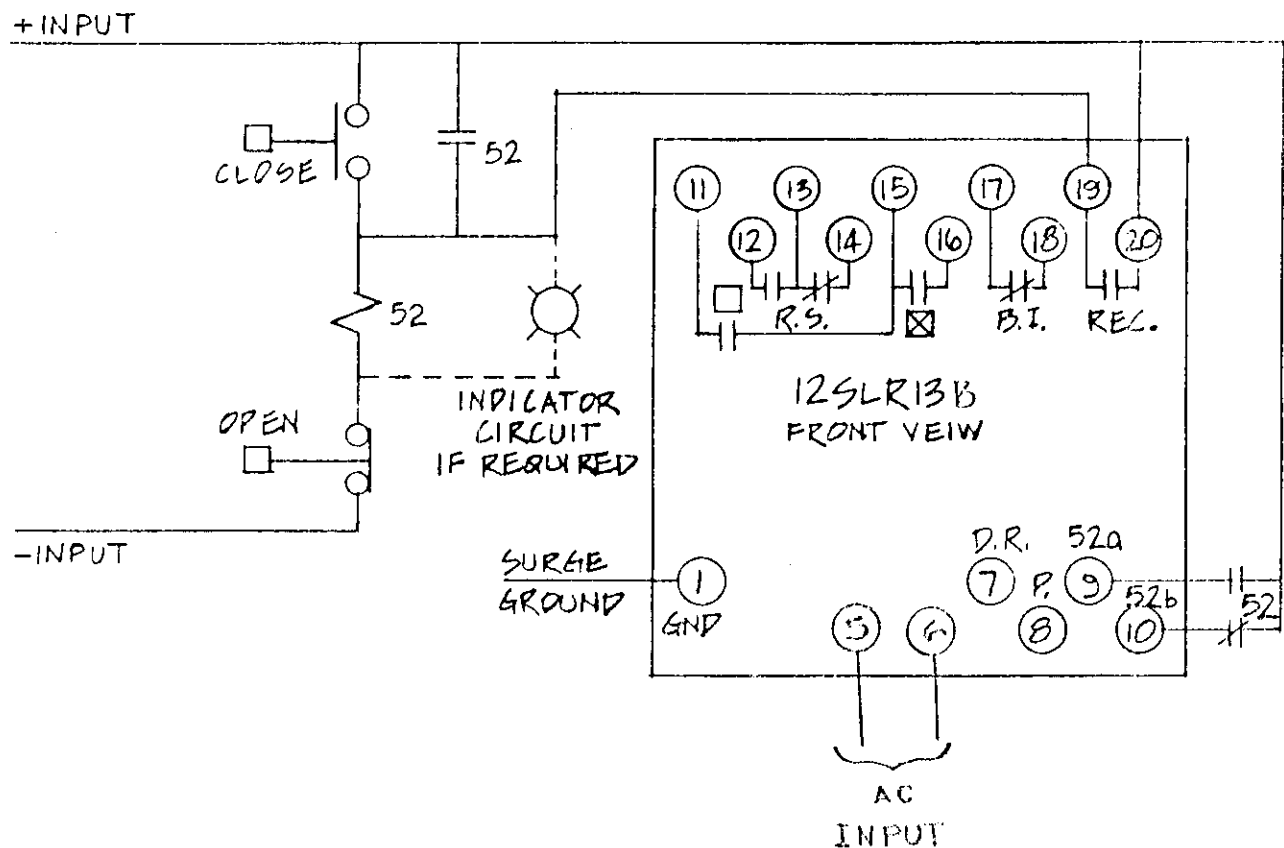 +INPUT
CLOSE
52
52
OPEN
-INPUT
INDICATOR
CIRCUIT
IF REQUIRED
11
13
15
17
19
12
14
16
18
20
R.S.
B.I.
REC.
12SLR13B
FRONT VEIW
SURGE
GROUND
1
GND
D.R.
52a
7
P.
9
52b
52
5
6
8
10
AC
INPUT